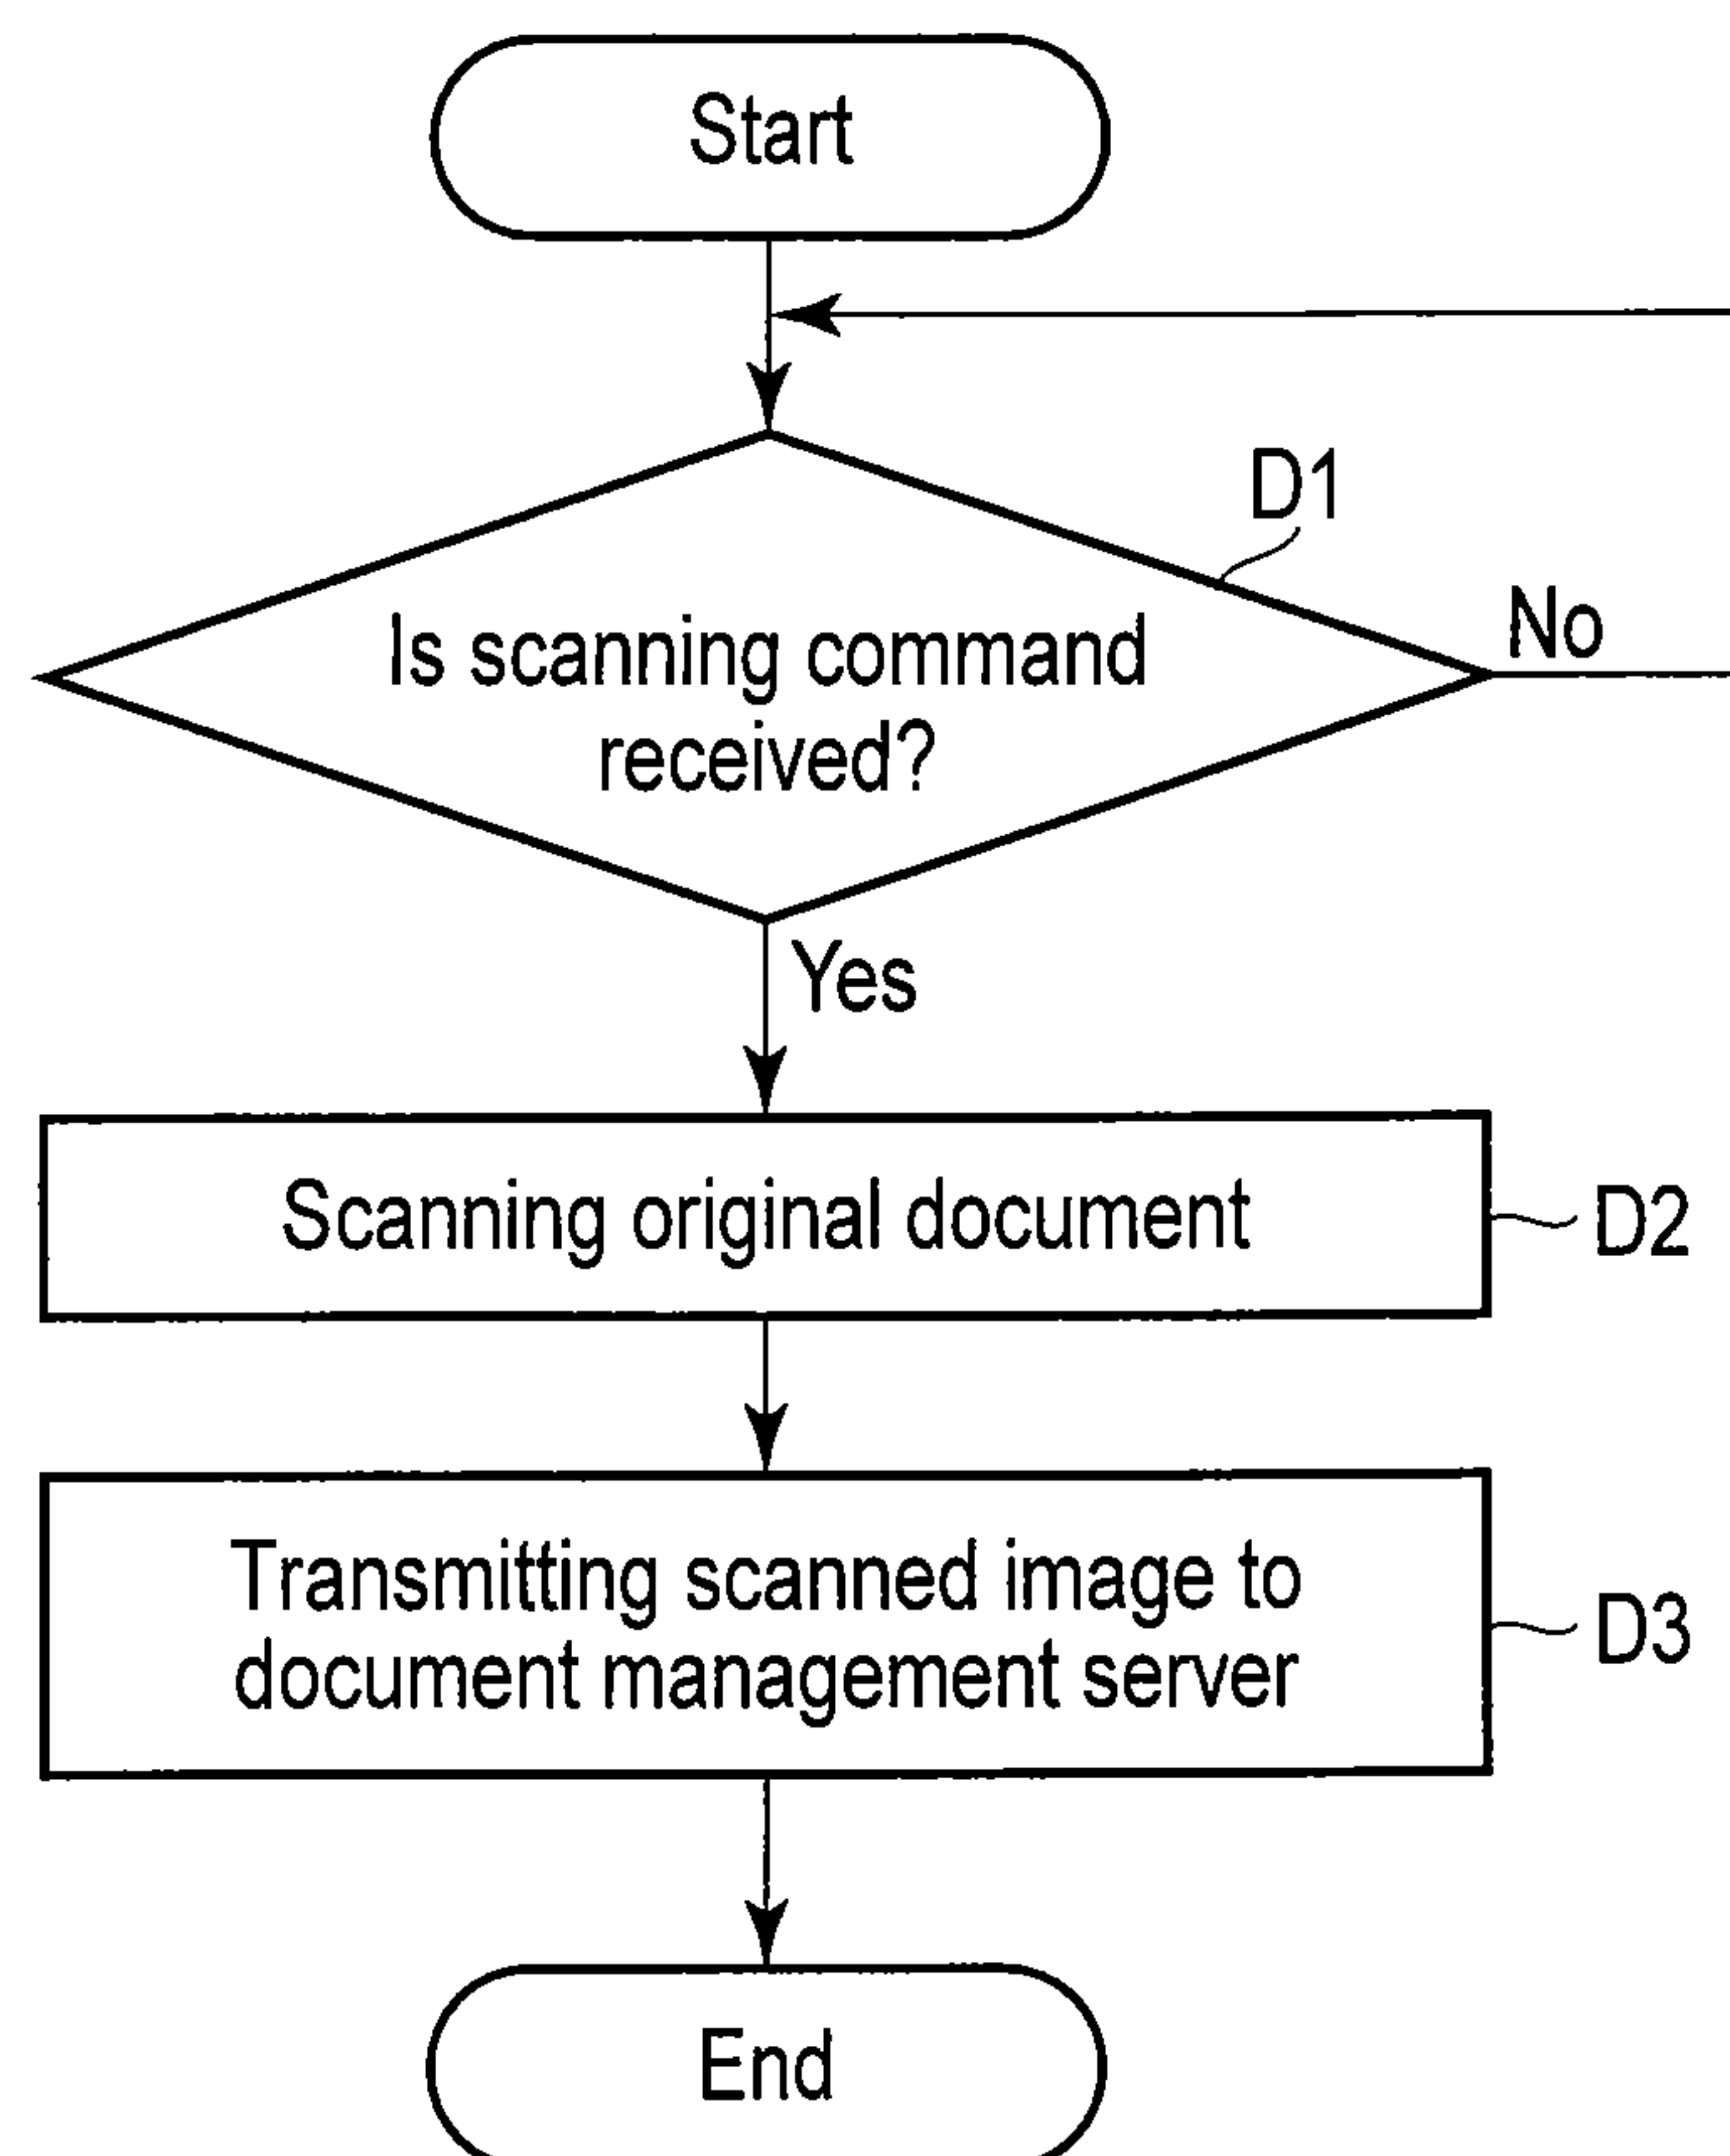 Start
D1
Is scanning command
received?
No
Yes
Scanning original document
D2
Transmitting scanned image to
document management server
D3
End